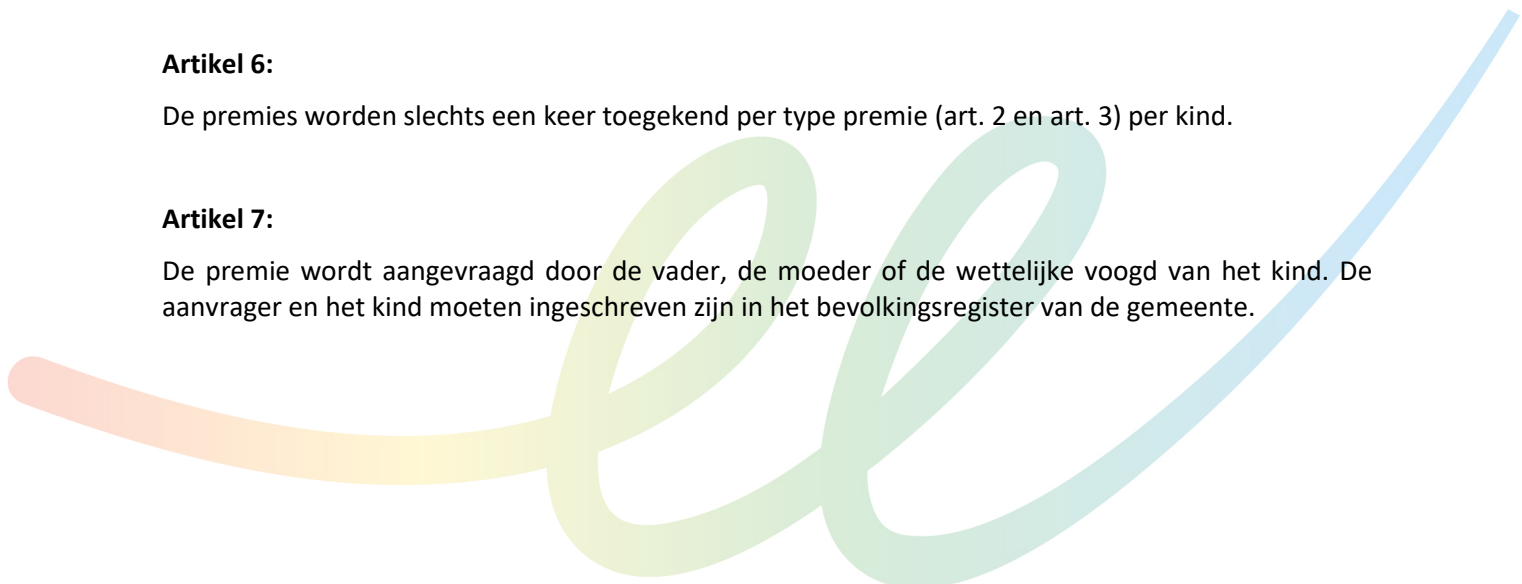 Artikel 6:
De premies worden slechts een keer toegekend per type premie (art. 2 en art. 3) per kind.
Artikel 7:
De premie wordt aangevraagd door de vader, de moeder of de wettelijke voogd van het kind. De
aanvrager en het kind moeten ingeschreven zijn in het bevolkingsregister van de gemeente.